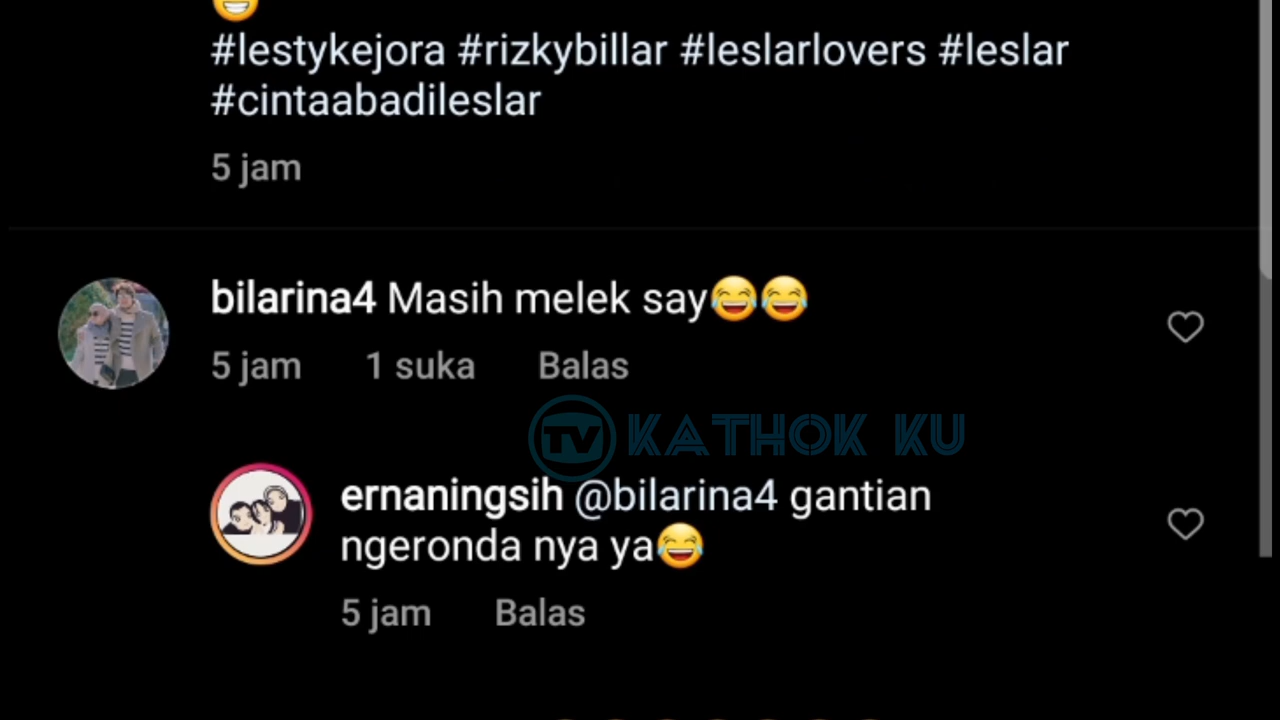 😁
#lestykejora #rizkybillar #leslarlovers #leslar
#cintaabadileslar
5 jam
bilarina4 Masih melek say😂😂
5 jam 1 suka Balas
TV KATHOK KU
ernaningsih @bilarina4 gantian
ngeronda nya ya😂
5 jam Balas